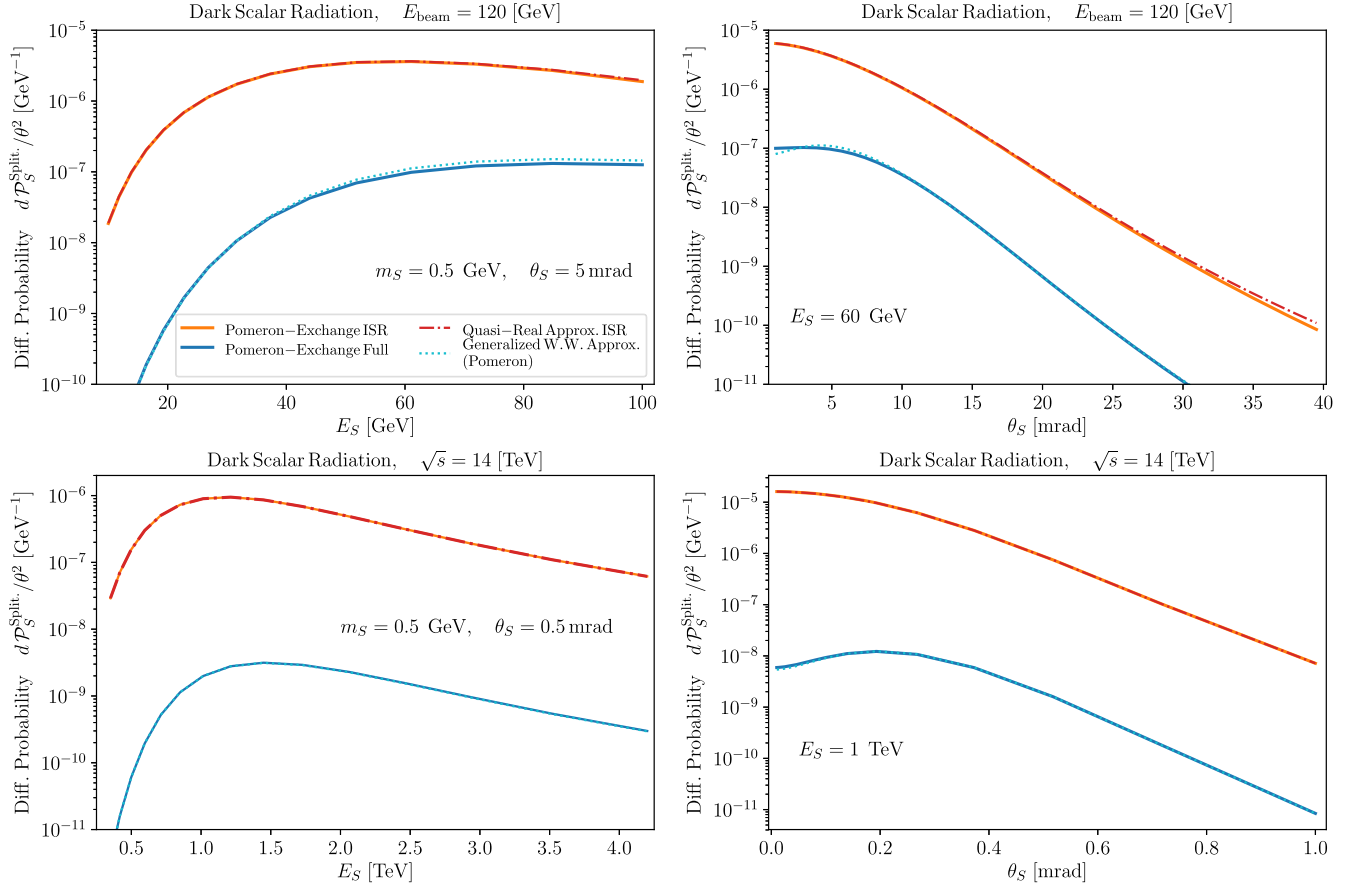 Dark Scalar Radiation, E_beam = 120 [GeV]
Diff. Probability d𝒫_S^Split./θ² [GeV⁻¹]
10⁻⁵
10⁻⁶
10⁻⁷
10⁻⁸
10⁻⁹
10⁻¹⁰
m_S = 0.5 GeV, θ_S = 5 mrad
Pomeron−Exchange ISR
Pomeron−Exchange Full
Quasi−Real Approx. ISR
Generalized W.W. Approx.
(Pomeron)
20 40 60 80 100
E_S [GeV]
Dark Scalar Radiation, E_beam = 120 [GeV]
Diff. Probability d𝒫_S^Split./θ² [GeV⁻¹]
10⁻⁵
10⁻⁶
10⁻⁷
10⁻⁸
10⁻⁹
10⁻¹⁰
10⁻¹¹
E_S = 60 GeV
5 10 15 20 25 30 35 40
θ_S [mrad]
Dark Scalar Radiation, √s = 14 [TeV]
Diff. Probability d𝒫_S^Split./θ² [GeV⁻¹]
10⁻⁶
10⁻⁷
10⁻⁸
10⁻⁹
10⁻¹⁰
10⁻¹¹
m_S = 0.5 GeV, θ_S = 0.5 mrad
0.5 1.0 1.5 2.0 2.5 3.0 3.5 4.0
E_S [TeV]
Dark Scalar Radiation, √s = 14 [TeV]
Diff. Probability d𝒫_S^Split./θ² [GeV⁻¹]
10⁻⁵
10⁻⁶
10⁻⁷
10⁻⁸
10⁻⁹
10⁻¹⁰
10⁻¹¹
E_S = 1 TeV
0.0 0.2 0.4 0.6 0.8 1.0
θ_S [mrad]